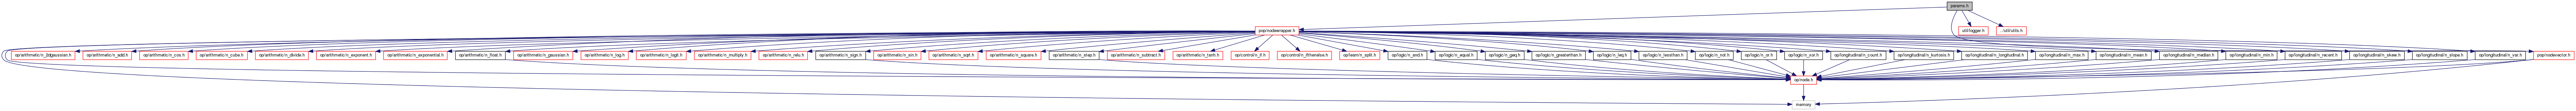 params.h
pop/nodewrapper.h
util/logger.h
../util/utils.h
op/arithmetic/n_2dgaussian.h
op/arithmetic/n_add.h
op/arithmetic/n_cos.h
op/arithmetic/n_cube.h
op/arithmetic/n_divide.h
op/arithmetic/n_exponent.h
op/arithmetic/n_exponential.h
op/arithmetic/n_float.h
op/arithmetic/n_gaussian.h
op/arithmetic/n_log.h
op/arithmetic/n_logit.h
op/arithmetic/n_multiply.h
op/arithmetic/n_relu.h
op/arithmetic/n_sign.h
op/arithmetic/n_sin.h
op/arithmetic/n_sqrt.h
op/arithmetic/n_square.h
op/arithmetic/n_step.h
op/arithmetic/n_subtract.h
op/arithmetic/n_tanh.h
op/control/n_if.h
op/control/n_ifthenelse.h
op/learn/n_split.h
op/logic/n_and.h
op/logic/n_equal.h
op/logic/n_geq.h
op/logic/n_greaterthan.h
op/logic/n_leq.h
op/logic/n_lessthan.h
op/logic/n_not.h
op/logic/n_or.h
op/logic/n_xor.h
op/longitudinal/n_count.h
op/longitudinal/n_kurtosis.h
op/longitudinal/n_longitudinal.h
op/longitudinal/n_max.h
op/longitudinal/n_mean.h
op/longitudinal/n_median.h
op/longitudinal/n_min.h
op/longitudinal/n_recent.h
op/longitudinal/n_skew.h
op/longitudinal/n_slope.h
op/longitudinal/n_var.h
pop/nodevector.h
op/node.h
memory